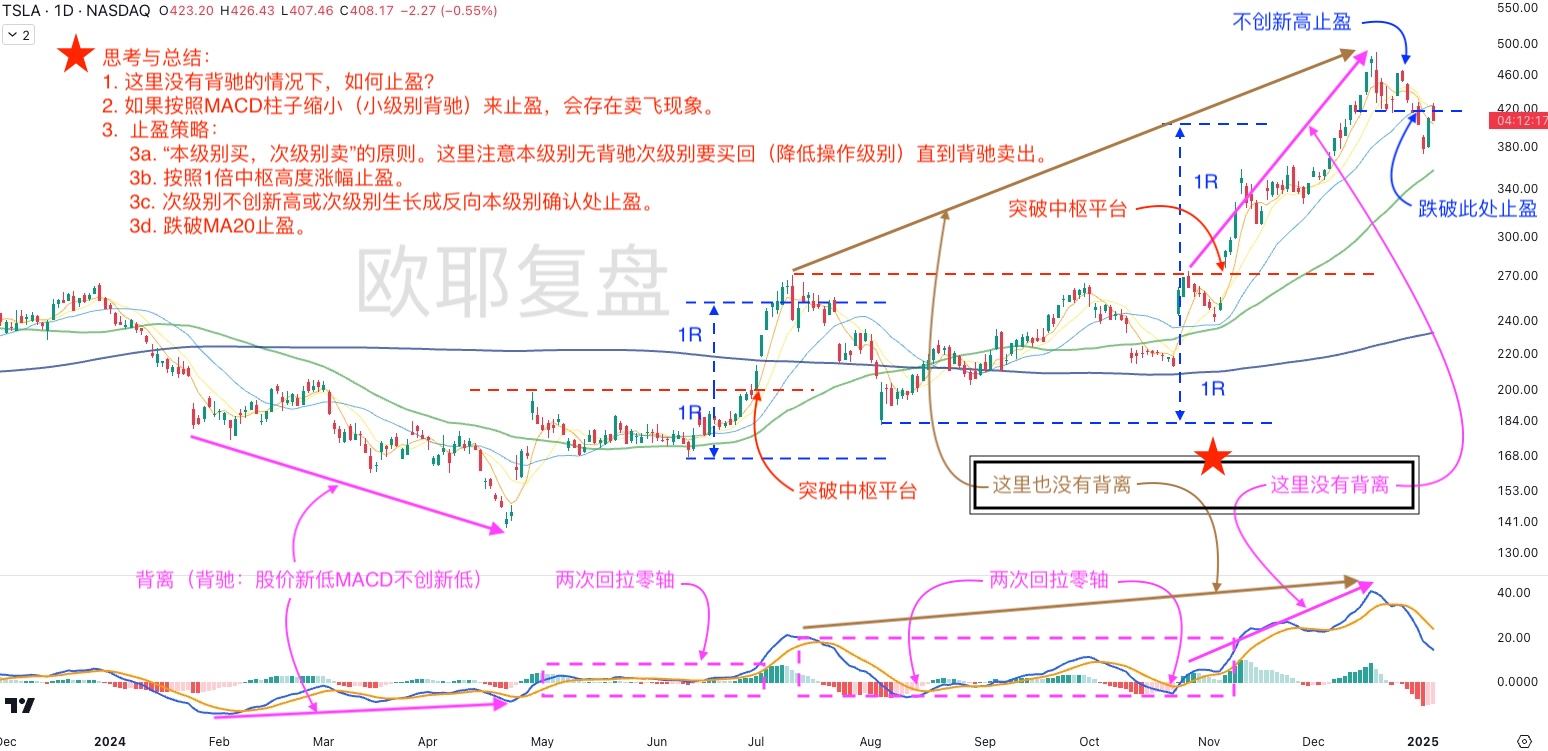 TSLA · 1D · NASDAQ O423.20 H426.43 L407.46 C408.17 −2.27 (−0.55%)
2
思考与总结：
1. 这里没有背驰的情况下，如何止盈？
2. 如果按照MACD柱子缩小（小级别背驰）来止盈，会存在卖飞现象。
3. 止盈策略：
3a. “本级别买，次级别卖”的原则。这里注意本级别无背驰次级别要买回（降低操作级别）直到背驰卖出。
3b. 按照1倍中枢高度涨幅止盈。
3c. 次级别不创新高或次级别生长成反向本级别确认处止盈。
3d. 跌破MA20止盈。
欧耶复盘
不创新高止盈
1R
突破中枢平台
跌破此处止盈
1R
1R
1R
突破中枢平台
这里也没有背离
这里没有背离
背离（背驰：股价新低MACD不创新低）
两次回拉零轴
两次回拉零轴
550.00
500.00
460.00
420.00
04:12:17
380.00
340.00
300.00
270.00
240.00
220.00
200.00
184.00
168.00
153.00
141.00
130.00
40.00
20.00
0.0000
Dec
2024
Feb
Mar
Apr
May
Jun
Jul
Aug
Sep
Oct
Nov
Dec
2025